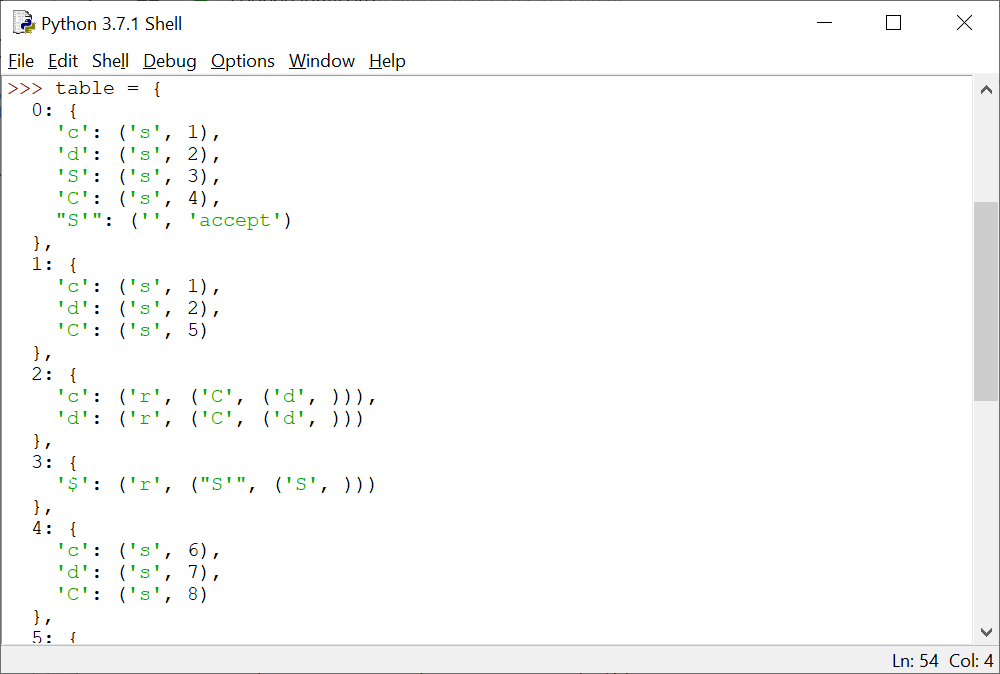 Python 3.7.1 Shell
File Edit Shell Debug Options Window Help
>>> table = {
  0: {
    'c': ('s', 1),
    'd': ('s', 2),
    'S': ('s', 3),
    'C': ('s', 4),
    "S'": ('', 'accept')
  },
  1: {
    'c': ('s', 1),
    'd': ('s', 2),
    'C': ('s', 5)
  },
  2: {
    'c': ('r', ('C', ('d', ))),
    'd': ('r', ('C', ('d', )))
  },
  3: {
    '$': ('r', ("S'", ('S', )))
  },
  4: {
    'c': ('s', 6),
    'd': ('s', 7),
    'C': ('s', 8)
  },
  5: {
Ln: 54 Col: 4